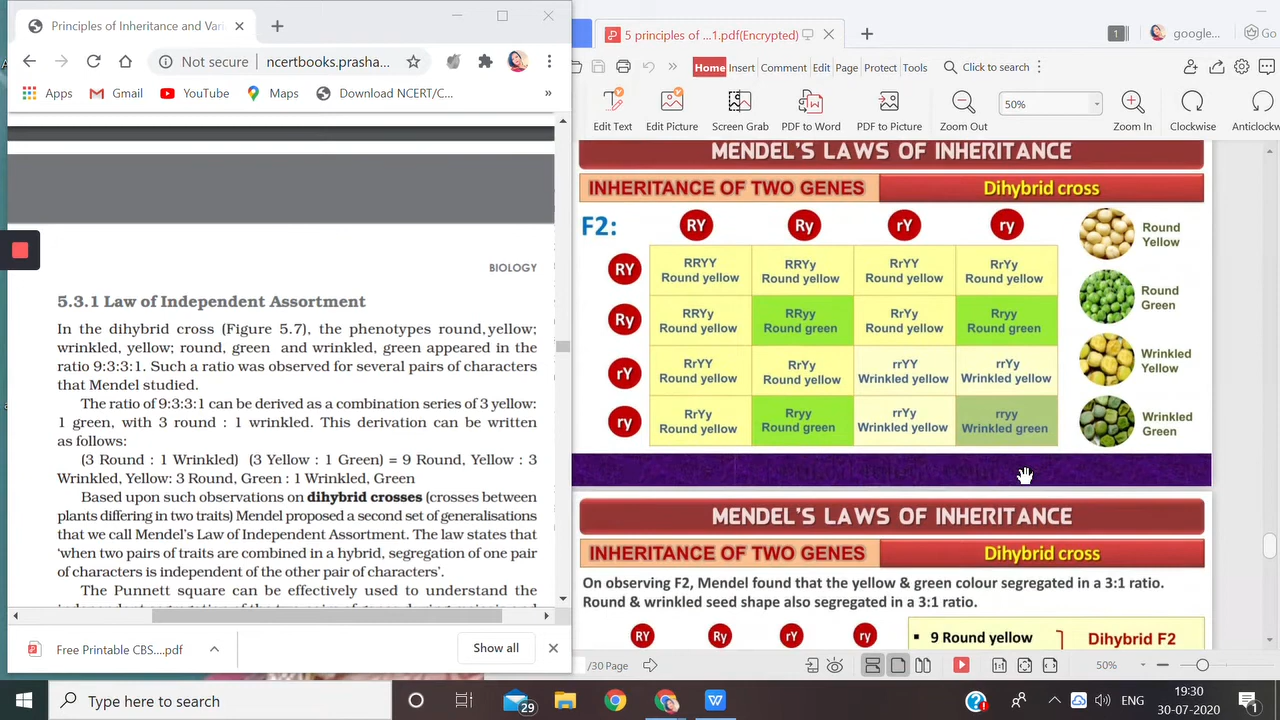 Principles of Inheritance and Vari
Not secure
ncertbooks.prasha...
Apps
Gmail
YouTube
Maps
Download NCERT/C...
»
BIOLOGY
5.3.1 Law of Independent Assortment
In the dihybrid cross (Figure 5.7), the phenotypes round, yellow;
wrinkled, yellow; round, green and wrinkled, green appeared in the
ratio 9:3:3:1. Such a ratio was observed for several pairs of characters
that Mendel studied.
The ratio of 9:3:3:1 can be derived as a combination series of 3 yellow:
1 green, with 3 round : 1 wrinkled. This derivation can be written
as follows:
(3 Round : 1 Wrinkled) (3 Yellow : 1 Green) = 9 Round, Yellow : 3
Wrinkled, Yellow: 3 Round, Green : 1 Wrinkled, Green
Based upon such observations on dihybrid crosses (crosses between
plants differing in two traits) Mendel proposed a second set of generalisations
that we call Mendel's Law of Independent Assortment. The law states that
'when two pairs of traits are combined in a hybrid, segregation of one pair
of characters is independent of the other pair of characters'.
The Punnett square can be effectively used to understand the
Free Printable CBS....pdf
Show all
5 principles of ...1.pdf(Encrypted)
1
google...
Go
Home Insert Comment Edit Page Protect Tools
Click to search
Edit Text
Edit Picture
Screen Grab
PDF to Word
PDF to Picture
Zoom Out
50%
Zoom In
Clockwise
Anticlockw
MENDEL'S LAWS OF INHERITANCE
INHERITANCE OF TWO GENES
Dihybrid cross
F2:
RY Ry rY ry
RY
RRYY Round yellow
RRYy Round yellow
RrYY Round yellow
RrYy Round yellow
Ry
RRYy Round yellow
RRyy Round green
RrYy Round yellow
Rryy Round green
rY
RrYY Round yellow
RrYy Round yellow
rrYY Wrinkled yellow
rrYy Wrinkled yellow
ry
RrYy Round yellow
Rryy Round green
rrYy Wrinkled yellow
rryy Wrinkled green
Round
Yellow
Round
Green
Wrinkled
Yellow
Wrinkled
Green
MENDEL'S LAWS OF INHERITANCE
INHERITANCE OF TWO GENES
Dihybrid cross
On observing F2, Mendel found that the yellow & green colour segregated in a 3:1 ratio.
Round & wrinkled seed shape also segregated in a 3:1 ratio.
RY Ry rY ry
▪ 9 Round yellow
Dihybrid F2
/30 Page
50%
Type here to search
29
ENG
19:30
30-07-2020
1